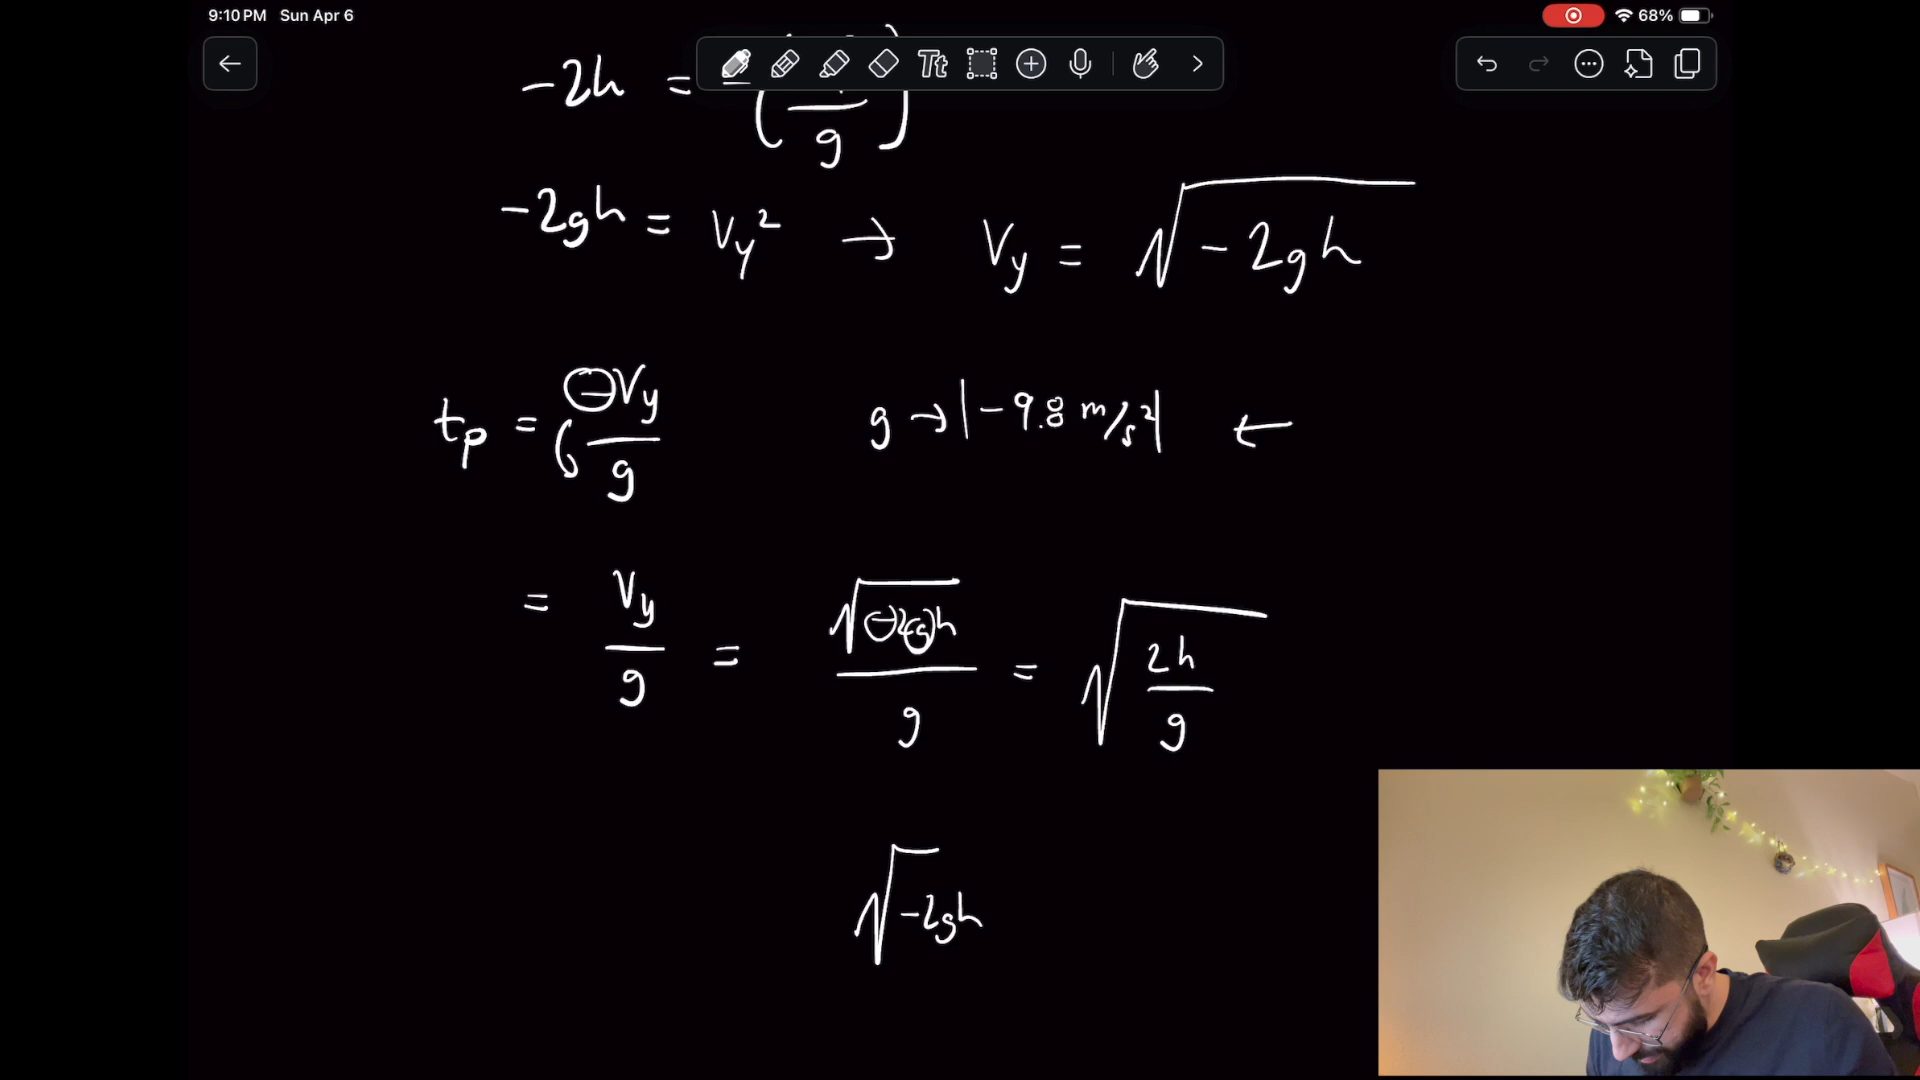 9:10 PM Sun Apr 6 68%
Tt
-2h = ( / g )
-2gh = Vy² → Vy = √-2gh
tp = -Vy / g g → |-9.8 m/s²| ←
= Vy / g = √-2gh / g = √2h / g
√-2gh